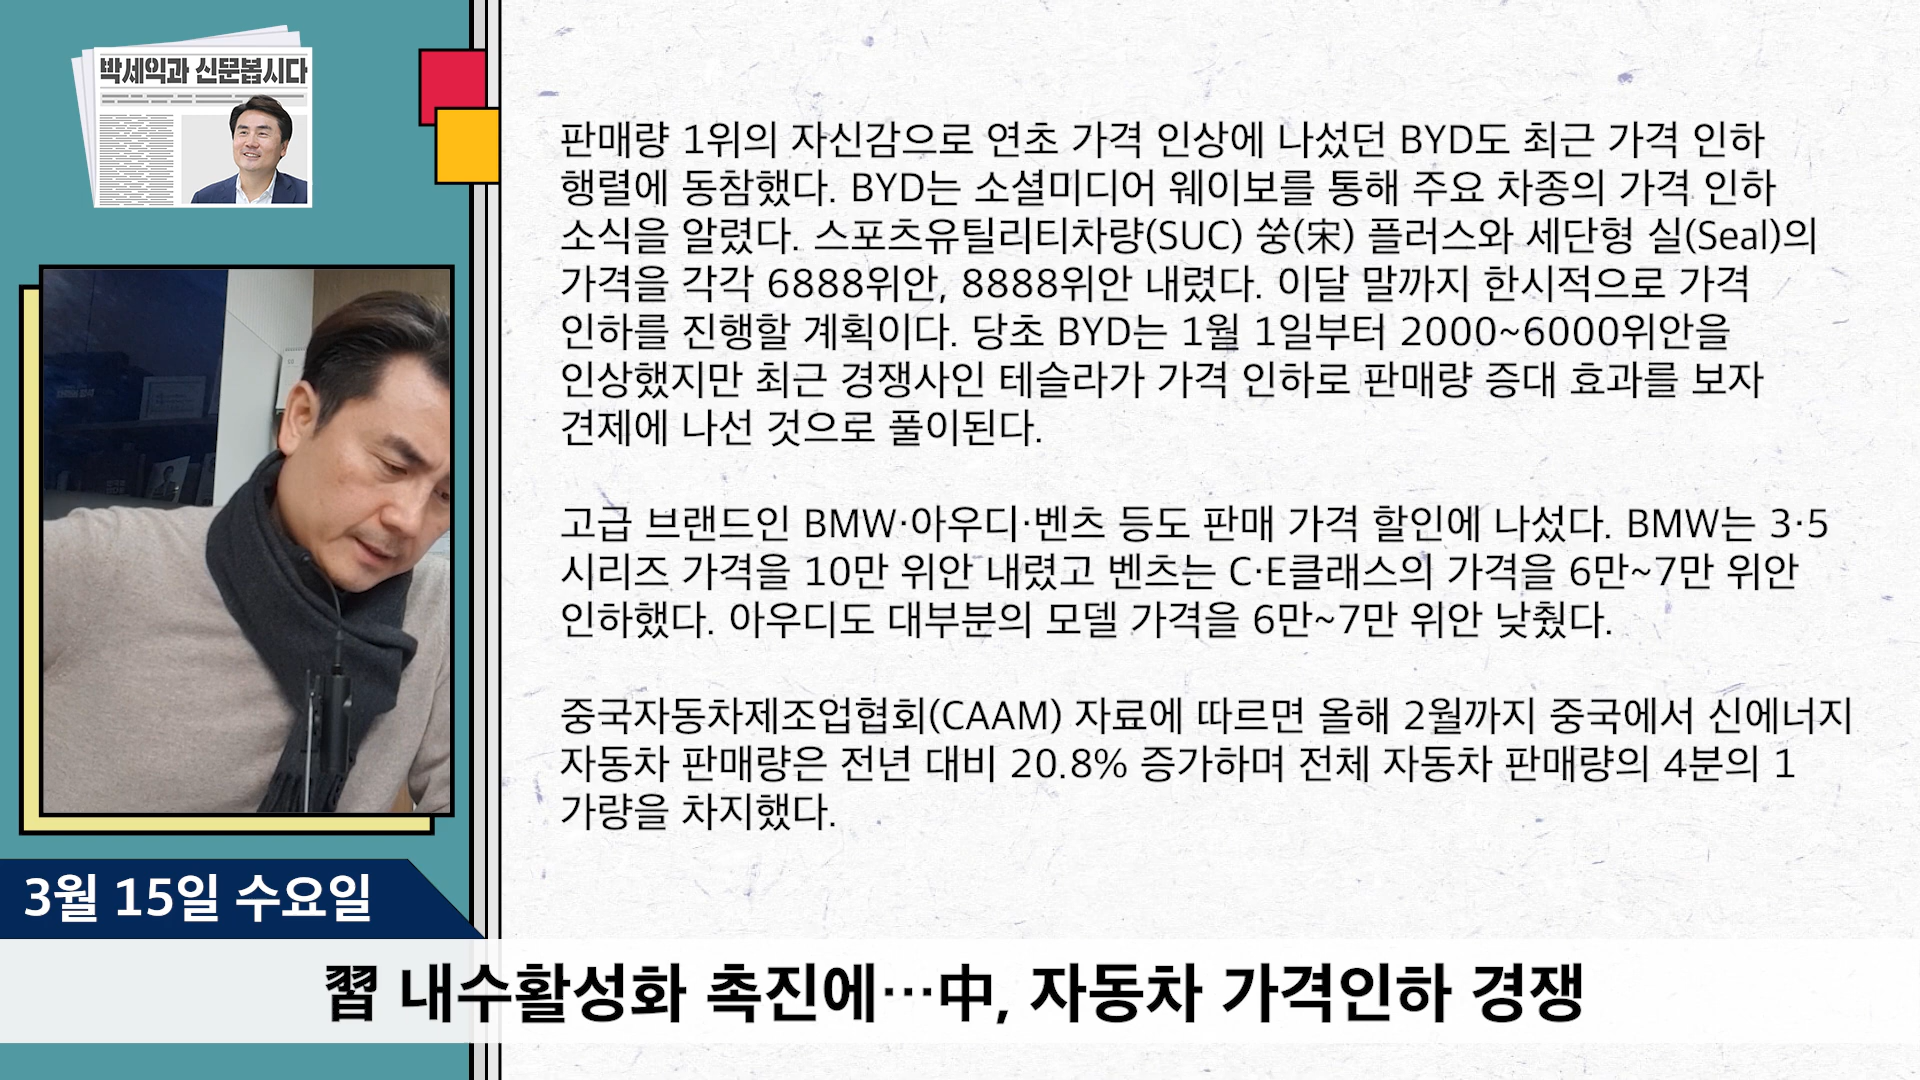 박세익과 신문봅시다
판매량 1위의 자신감으로 연초 가격 인상에 나섰던 BYD도 최근 가격 인하
행렬에 동참했다. BYD는 소셜미디어 웨이보를 통해 주요 차종의 가격 인하
소식을 알렸다. 스포츠유틸리티차량(SUC) 쑹(宋) 플러스와 세단형 실(Seal)의
가격을 각각 6888위안, 8888위안 내렸다. 이달 말까지 한시적으로 가격
인하를 진행할 계획이다. 당초 BYD는 1월 1일부터 2000~6000위안을
인상했지만 최근 경쟁사인 테슬라가 가격 인하로 판매량 증대 효과를 보자
견제에 나선 것으로 풀이된다.
고급 브랜드인 BMW·아우디·벤츠 등도 판매 가격 할인에 나섰다. BMW는 3·5
시리즈 가격을 10만 위안 내렸고 벤츠는 C·E클래스의 가격을 6만~7만 위안
인하했다. 아우디도 대부분의 모델 가격을 6만~7만 위안 낮췄다.
중국자동차제조업협회(CAAM) 자료에 따르면 올해 2월까지 중국에서 신에너지
자동차 판매량은 전년 대비 20.8% 증가하며 전체 자동차 판매량의 4분의 1
가량을 차지했다.
3월 15일 수요일
習 내수활성화 촉진에…中, 자동차 가격인하 경쟁